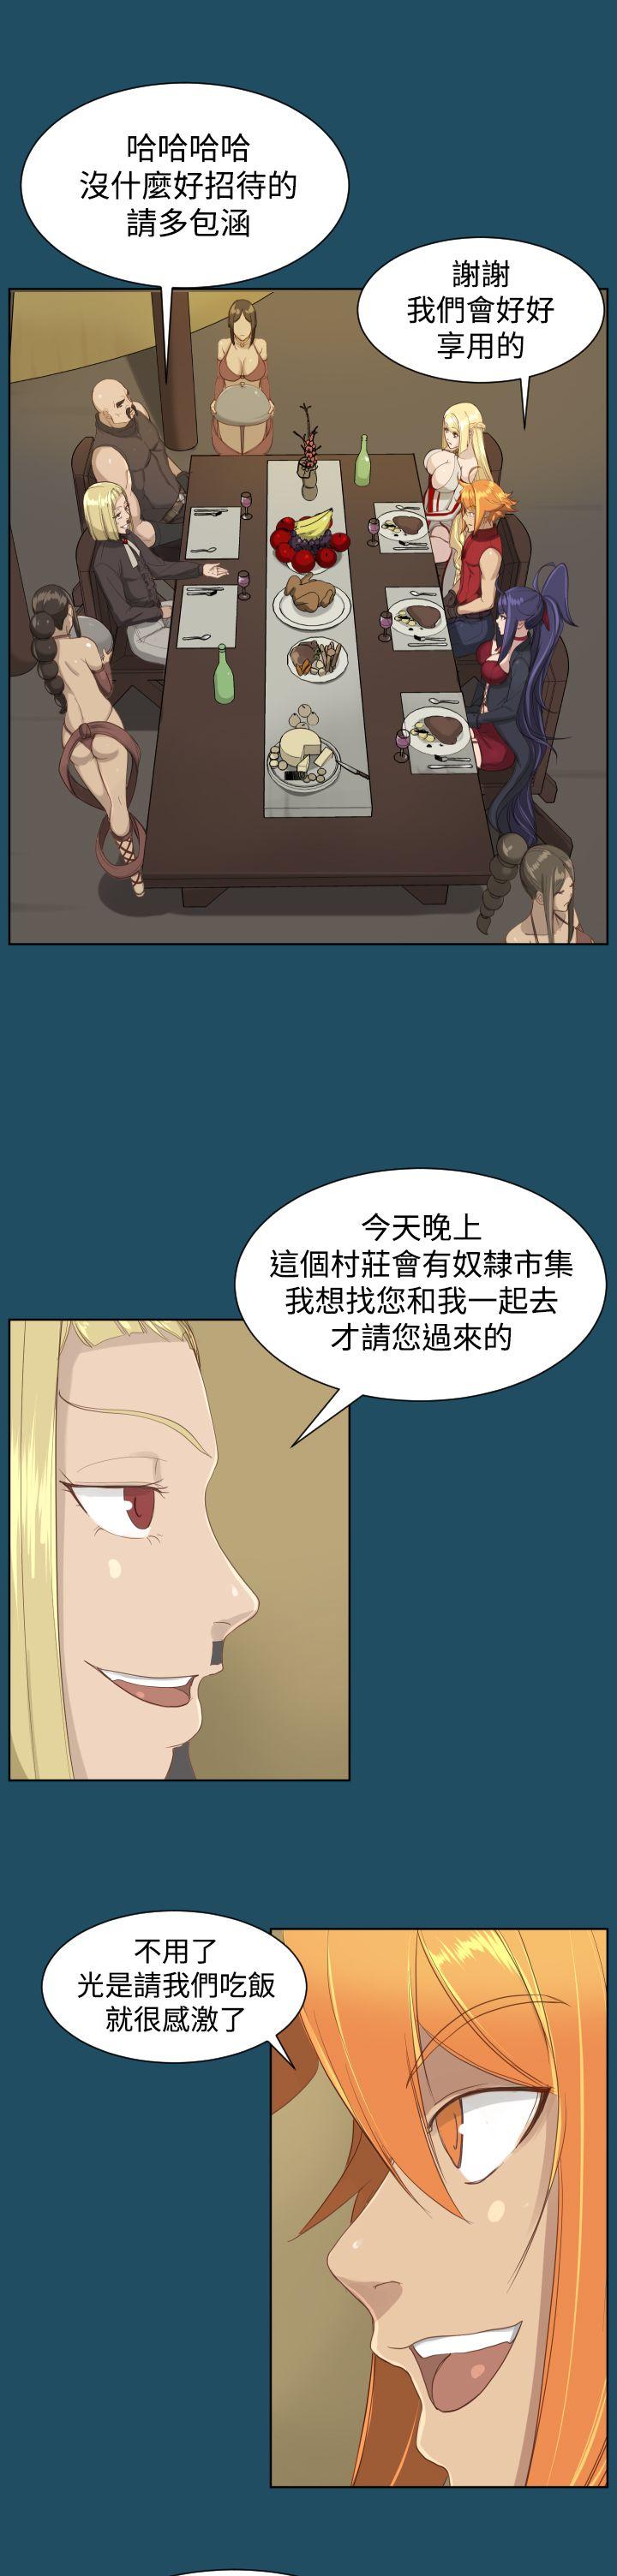 哈哈哈哈
沒什麼好招待的
請多包涵
謝謝
我們會好好
享用的
今天晚上
這個村莊會有奴隸市集
我想找您和我一起去
才請您過來的
不用了
光是請我們吃飯
就很感激了